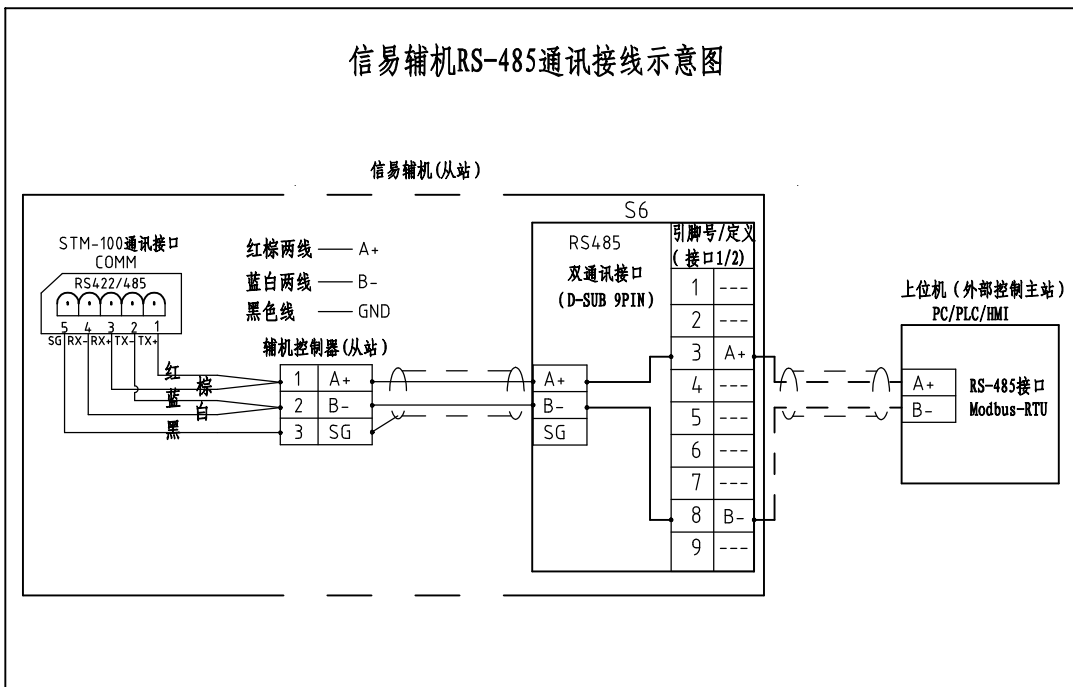 信易辅机RS-485通讯接线示意图
信易辅机(从站)
STM-100通讯接口
COMM
RS422/485
5 4 3 2 1
SG RX- RX+ TX- TX+
红棕两线 —— A+
蓝白两线 —— B-
黑色线 —— GND
辅机控制器(从站)
红
棕
蓝
白
黑
1 A+
2 B-
3 SG
S6
RS485
双通讯接口
(D-SUB 9PIN)
A+
B-
SG
引脚号/定义
(接口1/2)
1 ---
2 ---
3 A+
4 ---
5 ---
6 ---
7 ---
8 B-
9 ---
上位机(外部控制主站)
PC/PLC/HMI
A+
B-
RS-485接口
Modbus-RTU